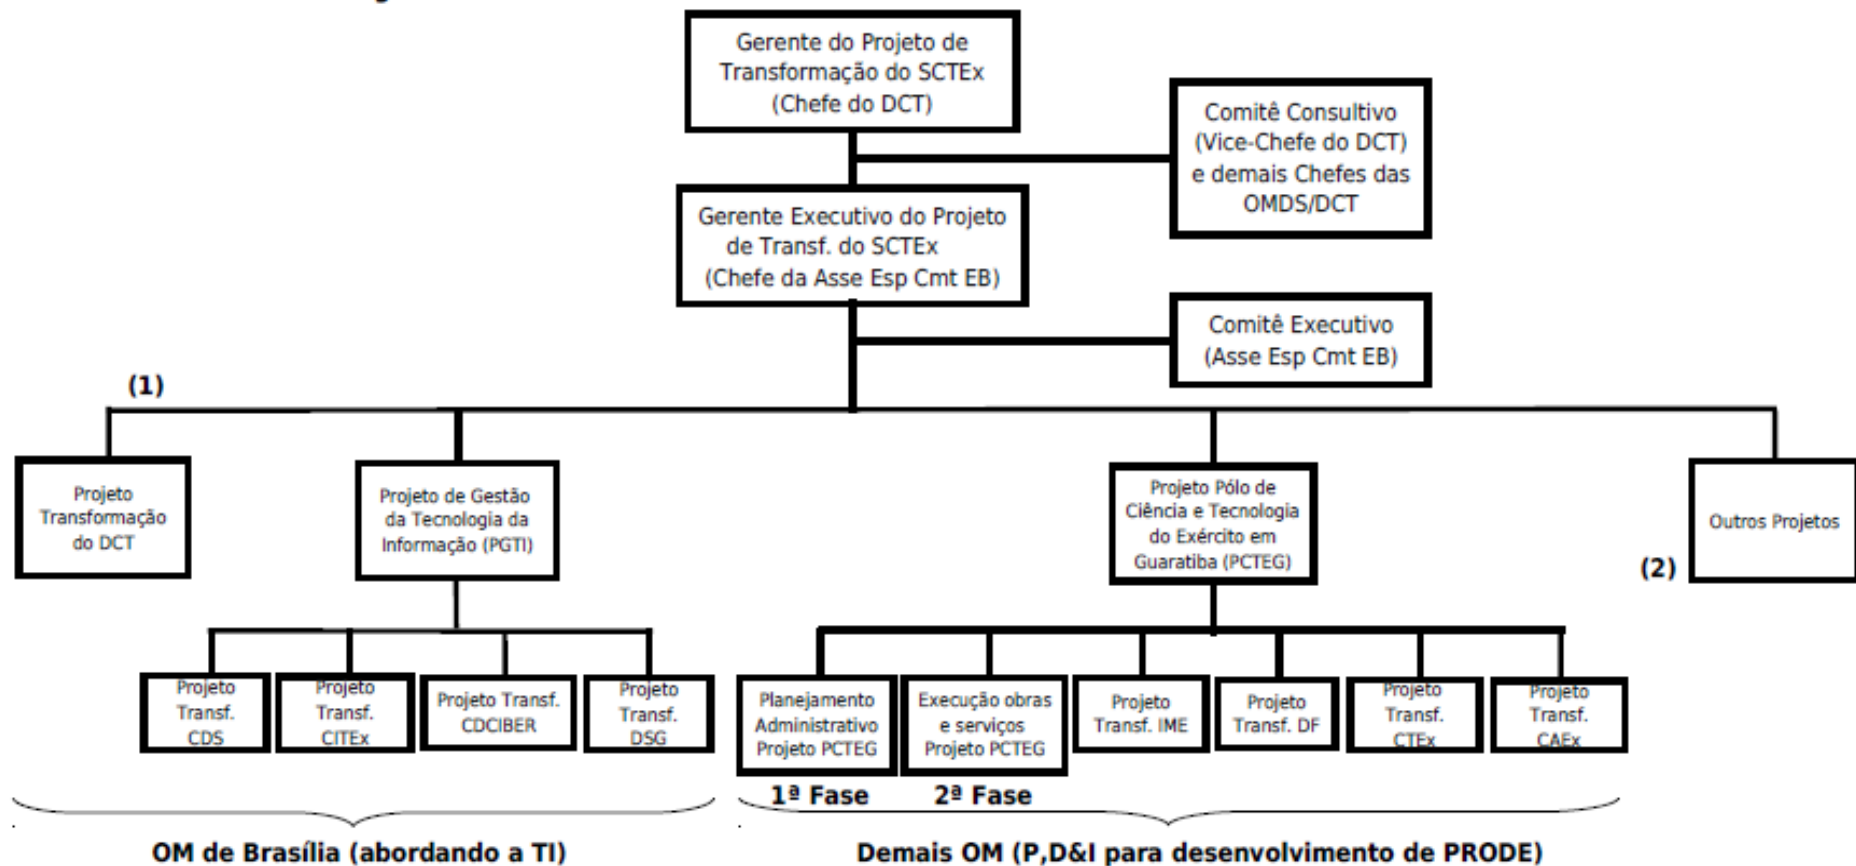 Gerente do Projeto de
Transformação do SCTEx
(Chefe do DCT)
Comitê Consultivo
(Vice-Chefe do DCT)
e demais Chefes das
OMDS/DCT
Gerente Executivo do Projeto
de Transf. do SCTEx
(Chefe da Asse Esp Cmt EB)
Comitê Executivo
(Asse Esp Cmt EB)
(1)
Projeto
Transformação
do DCT
Projeto de Gestão
da Tecnologia da
Informação (PGTI)
Projeto Pólo de
Ciência e Tecnologia
do Exército em
Guaratiba (PCTEG)
Outros Projetos
(2)
Projeto
Transf.
CDS
Projeto
Transf.
CITEx
Projeto Transf.
CDCIBER
Projeto
Transf.
DSG
Planejamento
Administrativo
Projeto PCTEG
Execução obras
e serviços
Projeto PCTEG
Projeto
Transf. IME
Projeto
Transf. DF
Projeto
Transf.
CTEx
Projeto
Transf.
CAEx
1ª Fase
2ª Fase
OM de Brasília (abordando a TI)
Demais OM (P,D&I para desenvolvimento de PRODE)